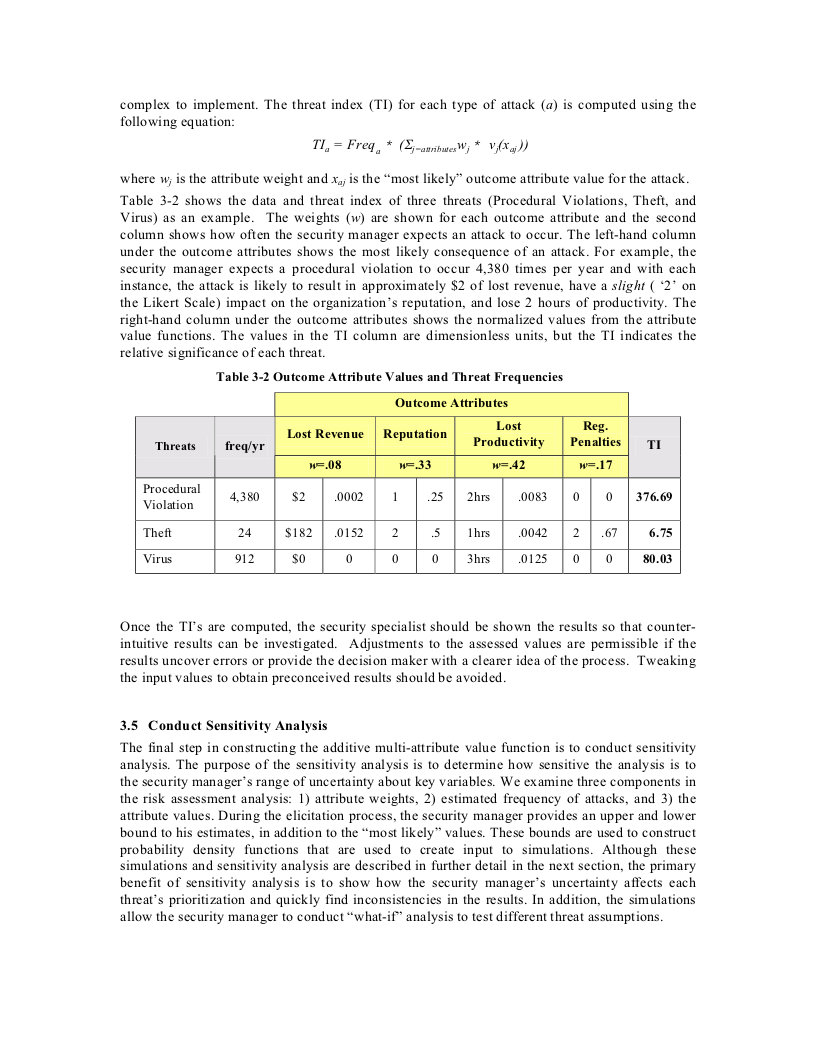 complex to implement. The threat index (TI) for each type of attack (a) is computed using the
following equation:
TIa = Freq a * (Σj=attributes wj * vj(xaj ))
where wj is the attribute weight and xaj is the “most likely” outcome attribute value for the attack.
Table 3-2 shows the data and threat index of three threats (Procedural Violations, Theft, and
Virus) as an example. The weights (w) are shown for each outcome attribute and the second
column shows how often the security manager expects an attack to occur. The left-hand column
under the outcome attributes shows the most likely consequence of an attack. For example, the
security manager expects a procedural violation to occur 4,380 times per year and with each
instance, the attack is likely to result in approximately $2 of lost revenue, have a slight ( ‘2’ on
the Likert Scale) impact on the organization’s reputation, and lose 2 hours of productivity. The
right-hand column under the outcome attributes shows the normalized values from the attribute
value functions. The values in the TI column are dimensionless units, but the TI indicates the
relative significance of each threat.
Table 3-2 Outcome Attribute Values and Threat Frequencies
Outcome Attributes
Threats freq/yr Lost Revenue Reputation Lost Productivity Reg. Penalties TI
w=.08 w=.33 w=.42 w=.17
Procedural Violation 4,380 $2 .0002 1 .25 2hrs .0083 0 0 376.69
Theft 24 $182 .0152 2 .5 1hrs .0042 2 .67 6.75
Virus 912 $0 0 0 0 3hrs .0125 0 0 80.03
Once the TI’s are computed, the security specialist should be shown the results so that counter-
intuitive results can be investigated. Adjustments to the assessed values are permissible if the
results uncover errors or provide the decision maker with a clearer idea of the process. Tweaking
the input values to obtain preconceived results should be avoided.
3.5 Conduct Sensitivity Analysis
The final step in constructing the additive multi-attribute value function is to conduct sensitivity
analysis. The purpose of the sensitivity analysis is to determine how sensitive the analysis is to
the security manager’s range of uncertainty about key variables. We examine three components in
the risk assessment analysis: 1) attribute weights, 2) estimated frequency of attacks, and 3) the
attribute values. During the elicitation process, the security manager provides an upper and lower
bound to his estimates, in addition to the “most likely” values. These bounds are used to construct
probability density functions that are used to create input to simulations. Although these
simulations and sensitivity analysis are described in further detail in the next section, the primary
benefit of sensitivity analysis is to show how the security manager’s uncertainty affects each
threat’s prioritization and quickly find inconsistencies in the results. In addition, the simulations
allow the security manager to conduct “what-if” analysis to test different threat assumptions.